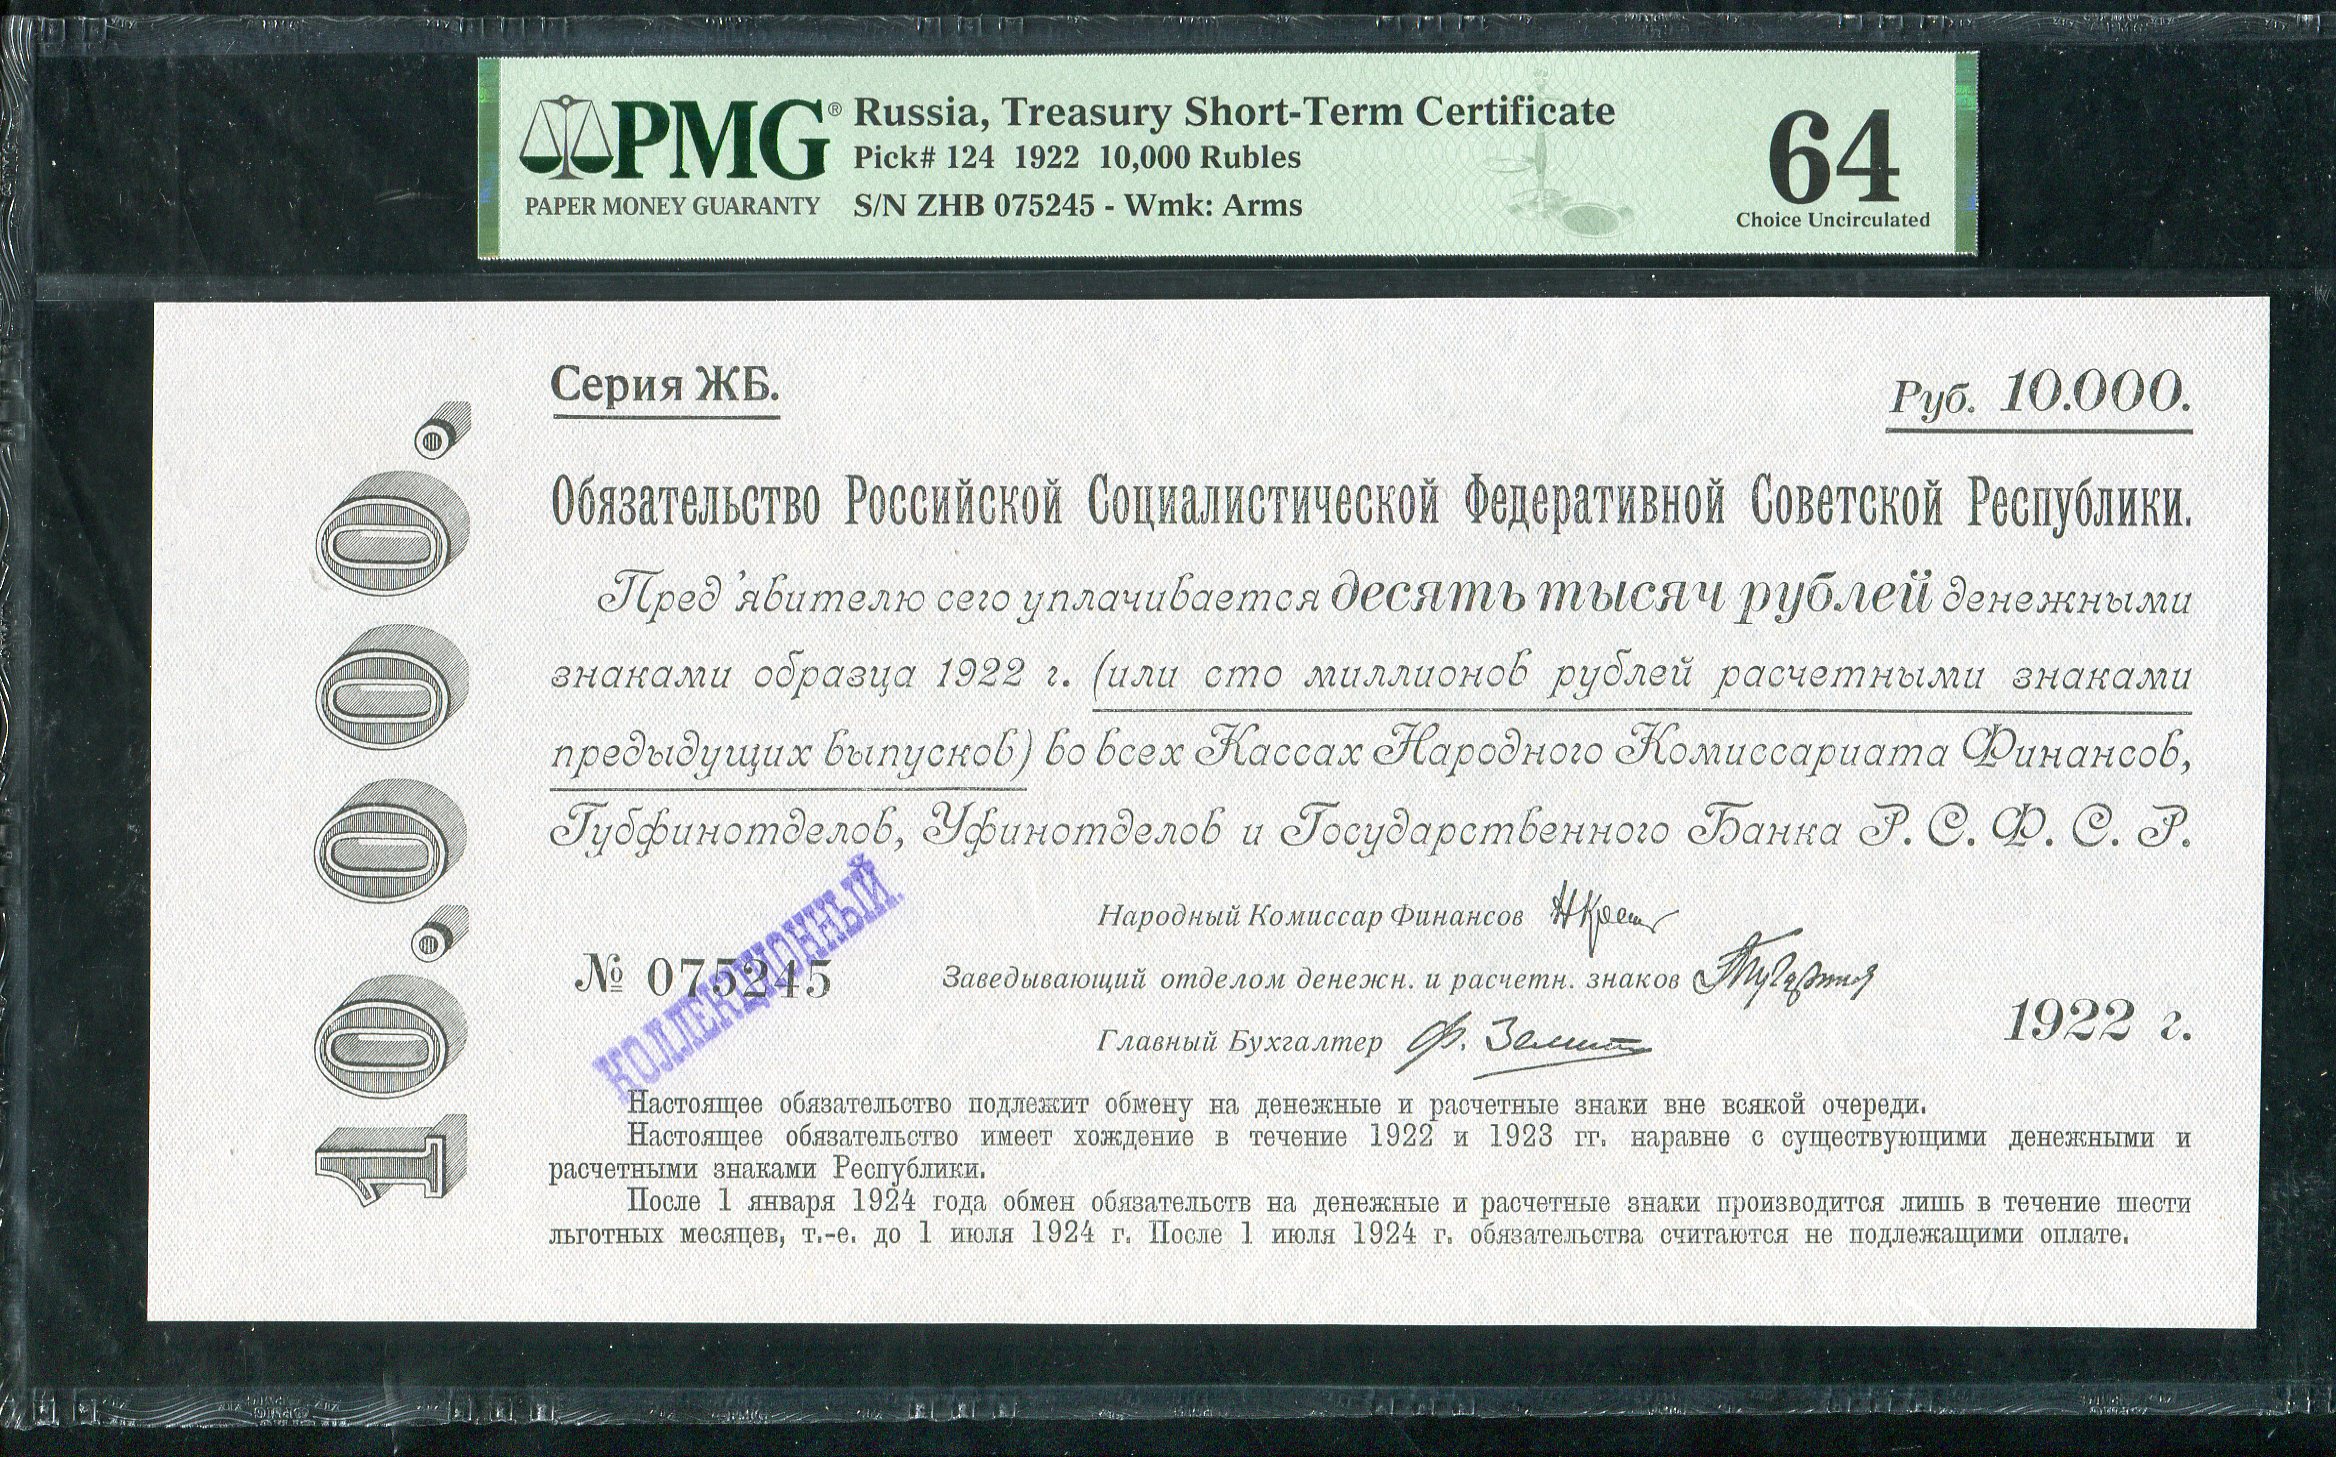 PMG®
PAPER MONEY GUARANTY
Russia, Treasury Short-Term Certificate
Pick# 124 1922 10,000 Rubles
S/N ZHB 075245 - Wmk: Arms
64
Choice Uncirculated
10.000.
Серия ЖБ.
Руб. 10.000.
Обязательство Российской Социалистической Федеративной Советской Республики.
Пред'явителю сего уплачивается десять тысяч рублей денежными
знаками образца 1922 г. (или сто миллионов рублей расчетными знаками
предыдущих выпусков) во всех Кассах Народного Комиссариата Финансов,
Губфинотделов, Уфинотделов и Государственного Банка Р. С. Ф. С. Р.
Народный Комиссар Финансов
№ 075245
КОЛЛЕКЦИОННЫЙ.
Заведывающий отделом денежн. и расчетн. знаков
Главный Бухгалтер
1922 г.
Настоящее обязательство подлежит обмену на денежные и расчетные знаки вне всякой очереди.
Настоящее обязательство имеет хождение в течение 1922 и 1923 гг. наравне с существующими денежными и
расчетными знаками Республики.
После 1 января 1924 года обмен обязательств на денежные и расчетные знаки производится лишь в течение шести
льготных месяцев, т.-е. до 1 июля 1924 г. После 1 июля 1924 г. обязательства считаются не подлежащими оплате.